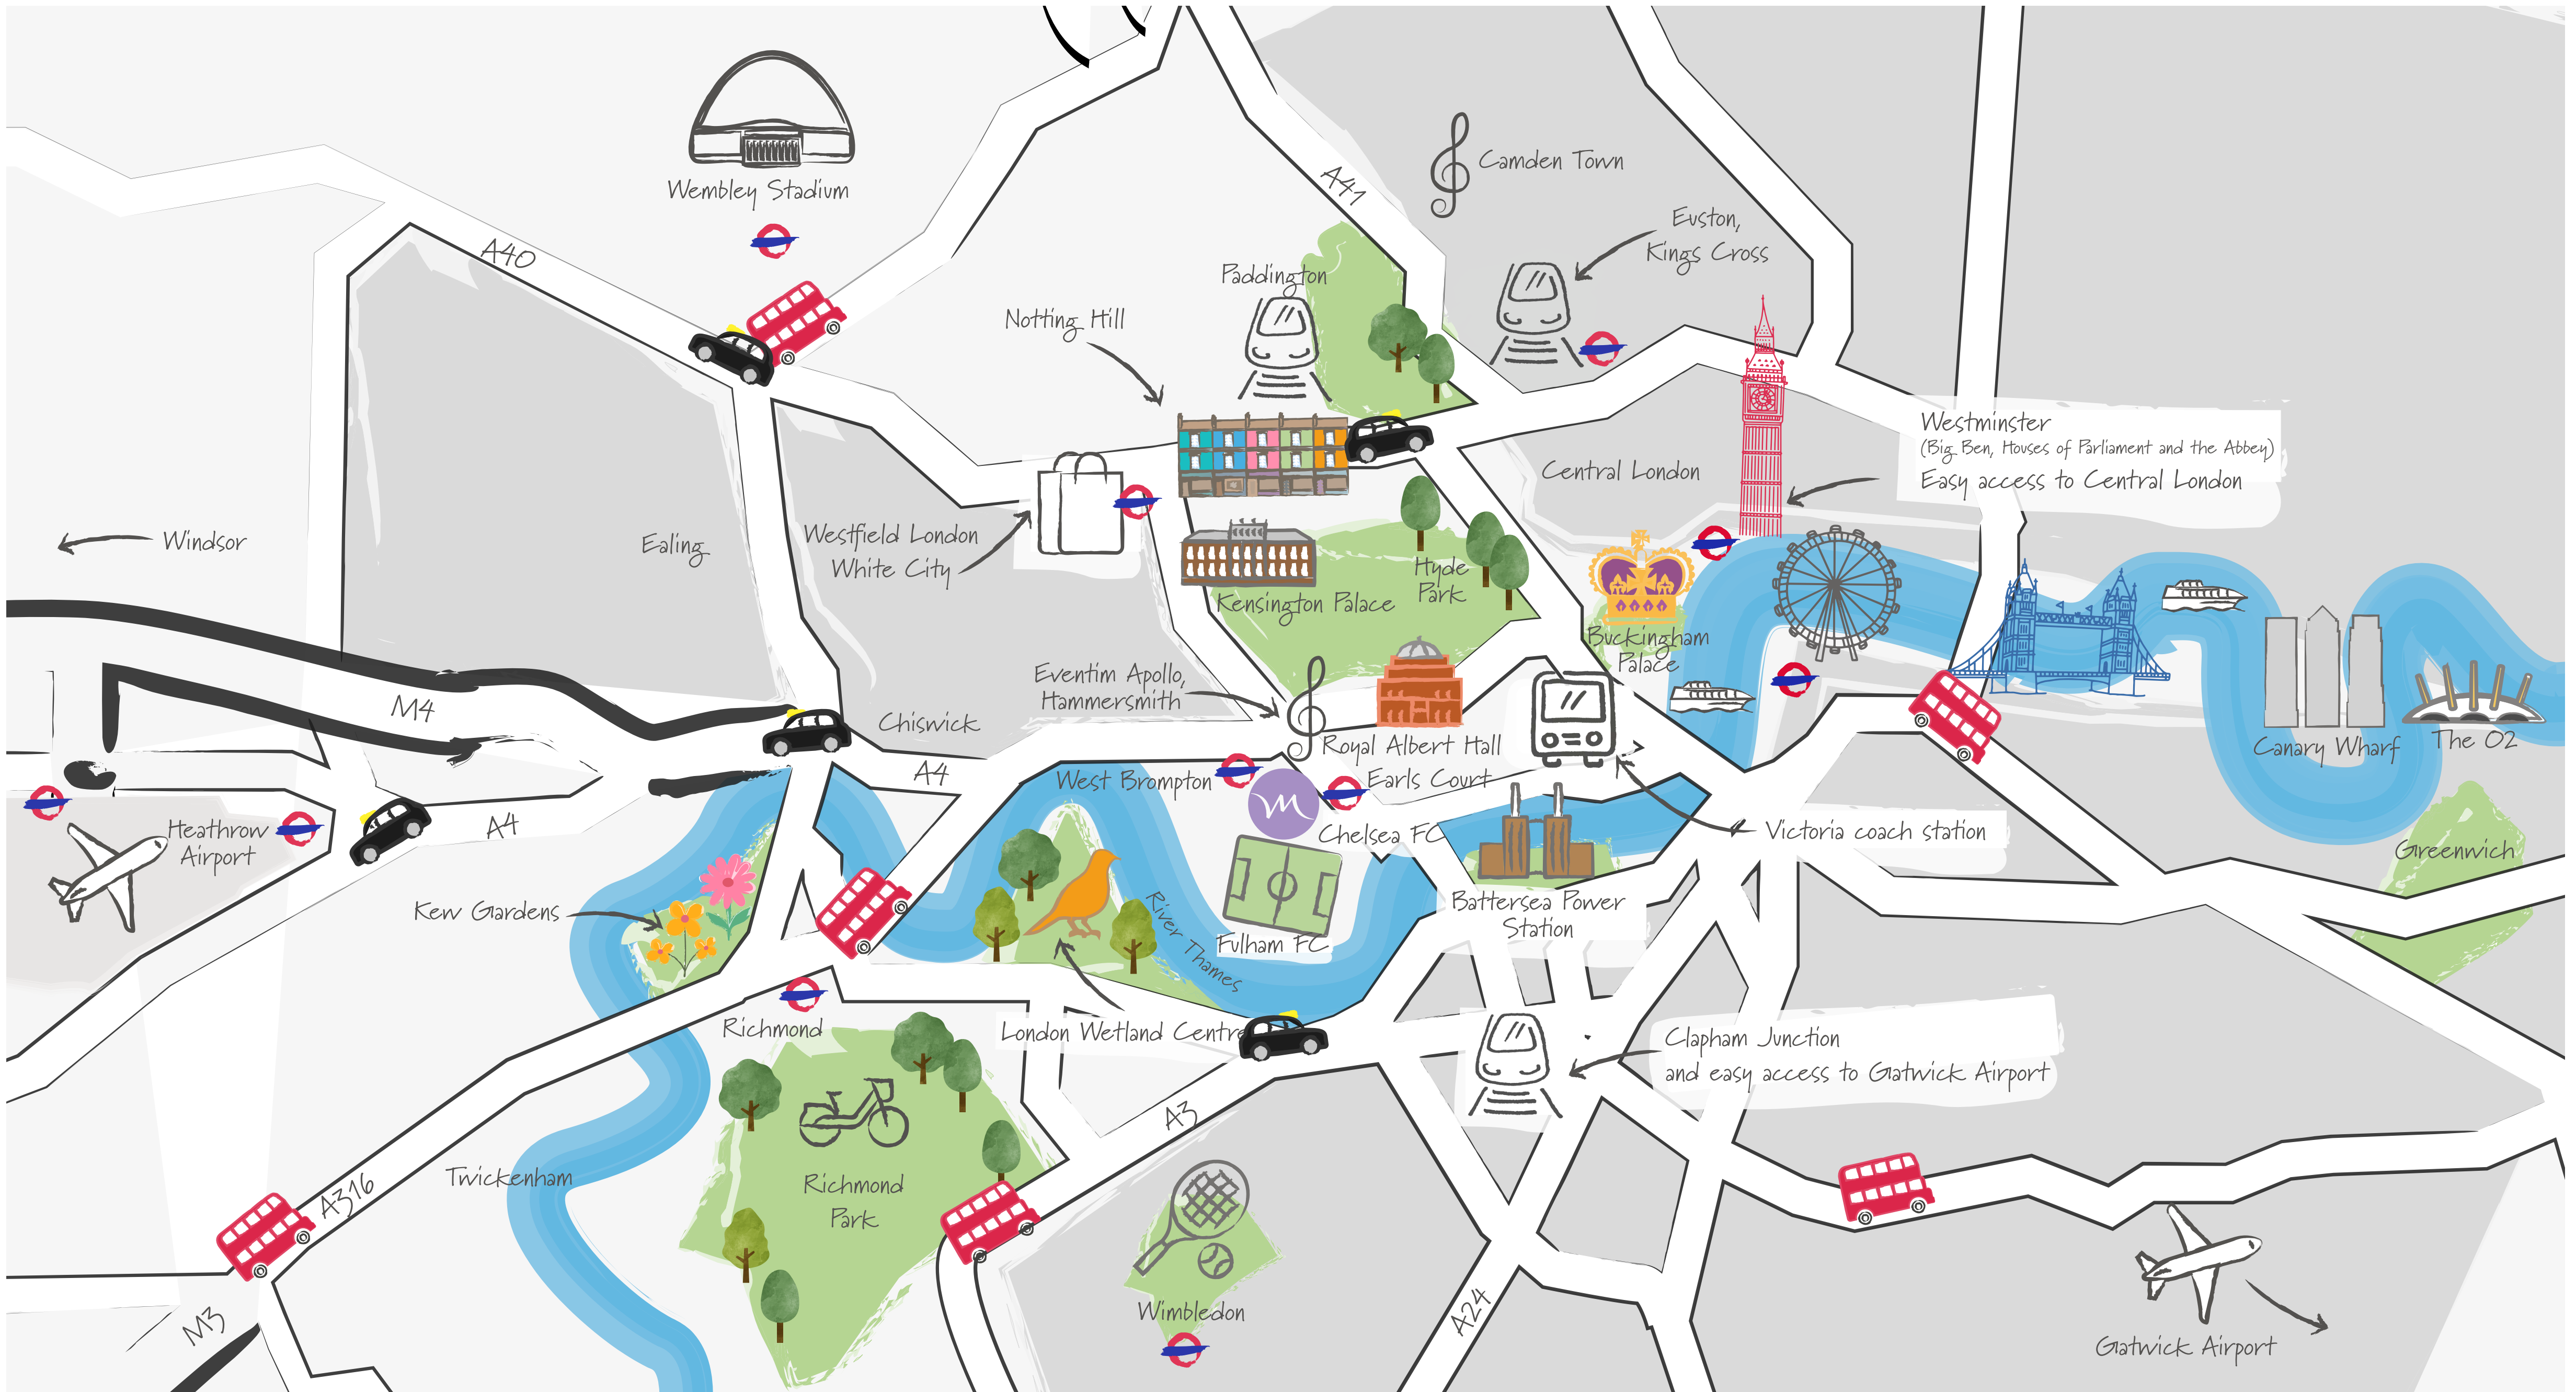 Wembley Stadium
A40
A41
Camden Town
Euston,
Kings Cross
Paddington
Notting Hill
Westminster
(Big Ben, Houses of Parliament and the Abbey)
Easy access to Central London
Central London
Windsor
Ealing
Westfield London
White City
Hyde
Park
Kensington Palace
Buckingham
Palace
Eventim Apollo,
Hammersmith
M4
Chiswick
A4
Royal Albert Hall
West Brompton
Earls Court
m
Canary Wharf
The O2
Heathrow
Airport
A4
Chelsea FC
Victoria coach station
Greenwich
Kew Gardens
River Thames
Fulham FC
Battersea Power
Station
Richmond
London Wetland Centre
Clapham Junction
and easy access to Gatwick Airport
A3
Twickenham
A316
Richmond
Park
Wimbledon
M3
A24
Gatwick Airport